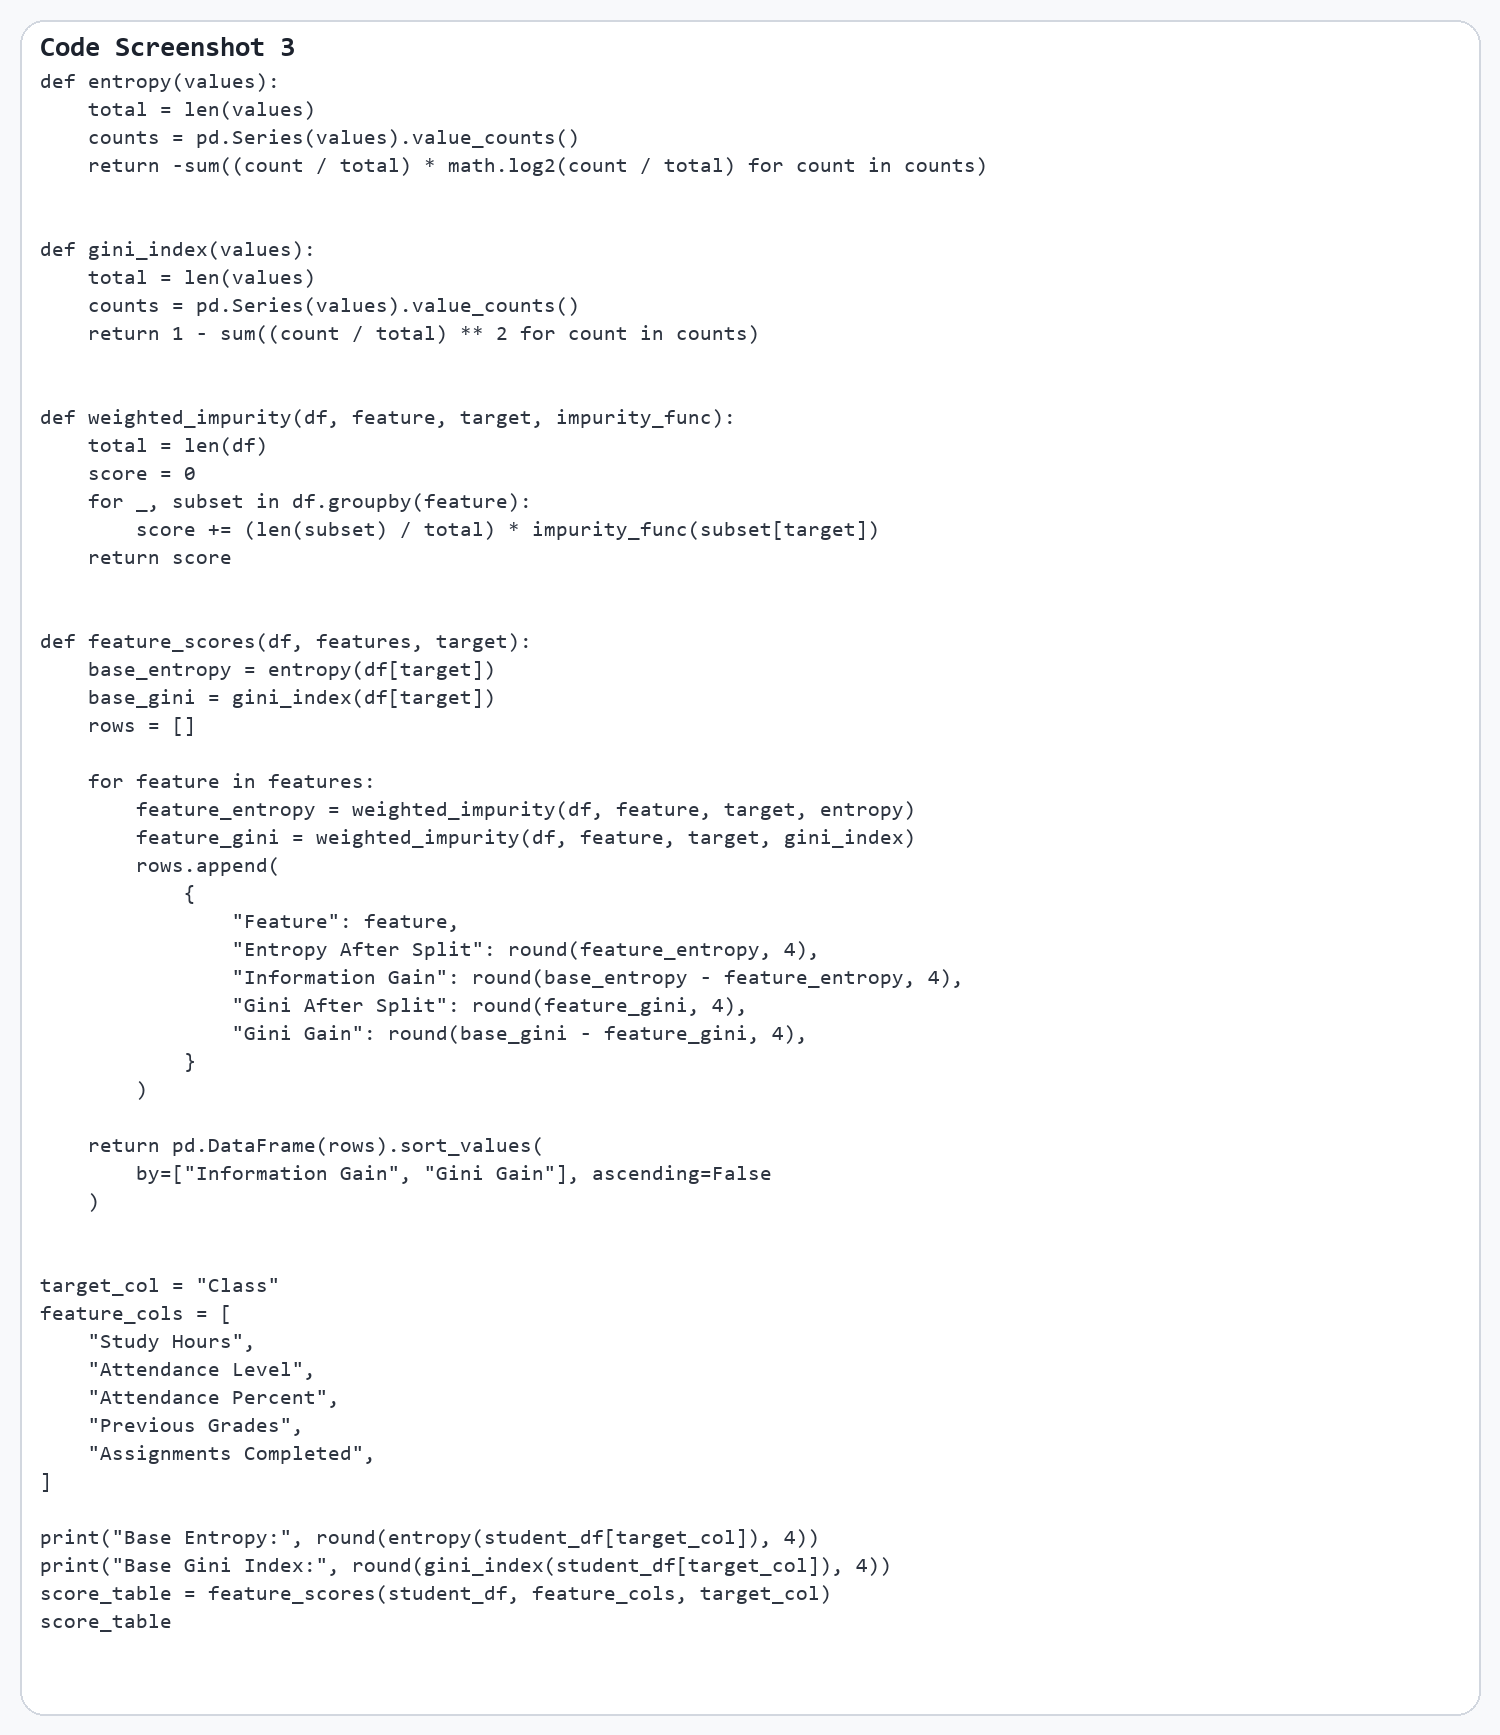 Code Screenshot 3
def entropy(values):
    total = len(values)
    counts = pd.Series(values).value_counts()
    return -sum((count / total) * math.log2(count / total) for count in counts)
def gini_index(values):
    total = len(values)
    counts = pd.Series(values).value_counts()
    return 1 - sum((count / total) ** 2 for count in counts)
def weighted_impurity(df, feature, target, impurity_func):
    total = len(df)
    score = 0
    for _, subset in df.groupby(feature):
        score += (len(subset) / total) * impurity_func(subset[target])
    return score
def feature_scores(df, features, target):
    base_entropy = entropy(df[target])
    base_gini = gini_index(df[target])
    rows = []
    for feature in features:
        feature_entropy = weighted_impurity(df, feature, target, entropy)
        feature_gini = weighted_impurity(df, feature, target, gini_index)
        rows.append(
            {
                "Feature": feature,
                "Entropy After Split": round(feature_entropy, 4),
                "Information Gain": round(base_entropy - feature_entropy, 4),
                "Gini After Split": round(feature_gini, 4),
                "Gini Gain": round(base_gini - feature_gini, 4),
            }
        )
    return pd.DataFrame(rows).sort_values(
        by=["Information Gain", "Gini Gain"], ascending=False
    )
target_col = "Class"
feature_cols = [
    "Study Hours",
    "Attendance Level",
    "Attendance Percent",
    "Previous Grades",
    "Assignments Completed",
]
print("Base Entropy:", round(entropy(student_df[target_col]), 4))
print("Base Gini Index:", round(gini_index(student_df[target_col]), 4))
score_table = feature_scores(student_df, feature_cols, target_col)
score_table